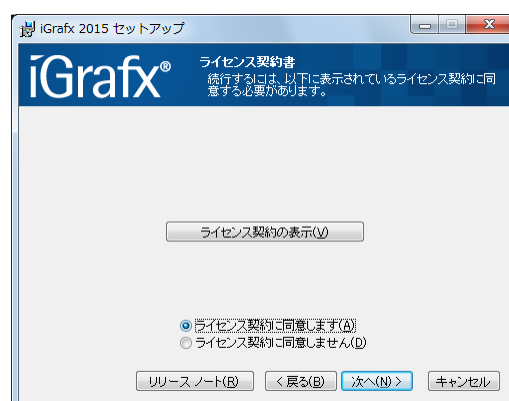 iGrafx 2015 セットアップ
iGrafx®
ライセンス契約書
続行するには、以下に表示されているライセンス契約に同
意する必要があります。
ライセンス契約の表示(V)
ライセンス契約に同意します(A)
ライセンス契約に同意しません(D)
リリース ノート(R) < 戻る(B) 次へ(N) > キャンセル